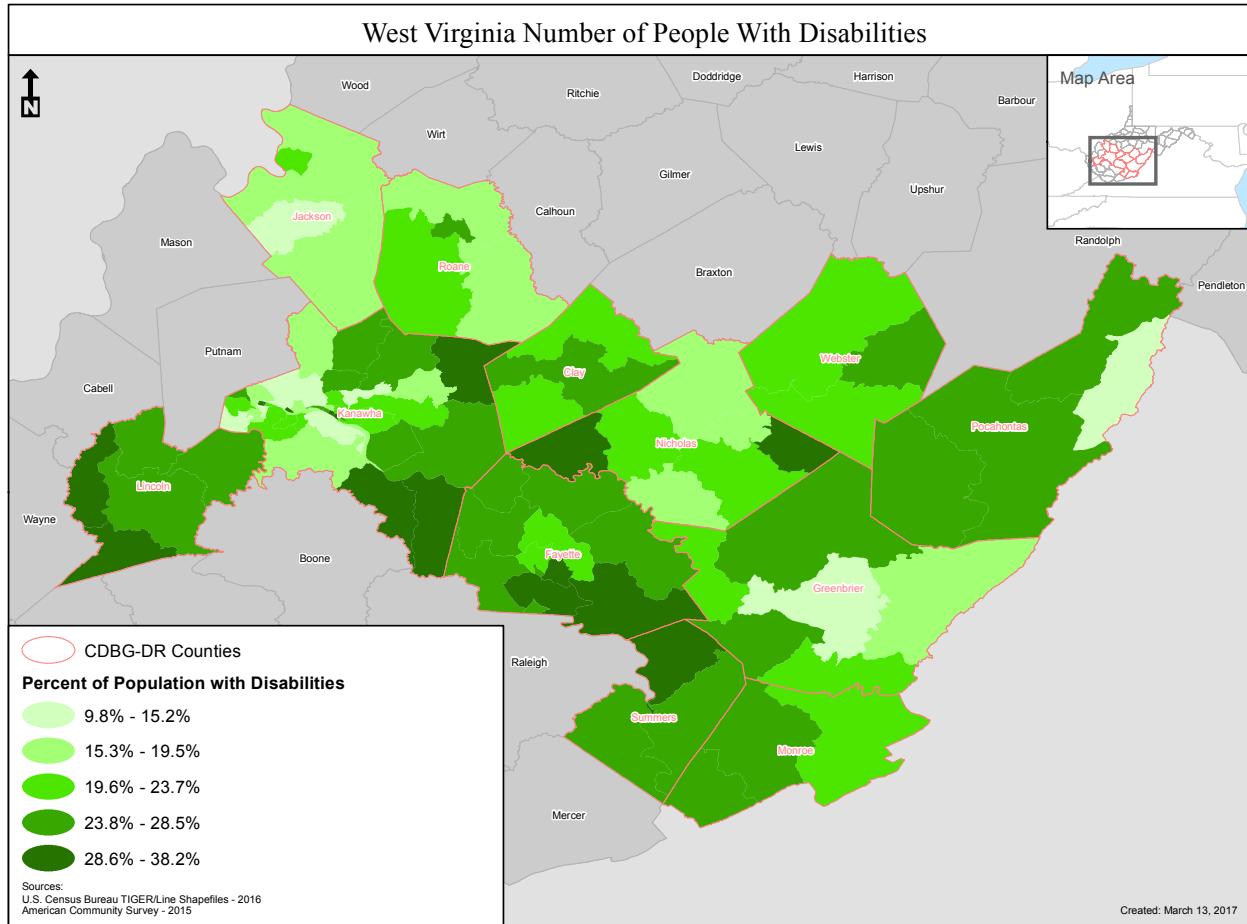 West Virginia Number of People With Disabilities
N
Map Area
Wood
Doddridge
Harrison
Ritchie
Barbour
Wirt
Lewis
Gilmer
Upshur
Calhoun
Jackson
Mason
Randolph
Roane
Braxton
Pendleton
Putnam
Webster
Cabell
Clay
Kanawha
Pocahontas
Nicholas
Lincoln
Wayne
Boone
Fayette
Greenbrier
Raleigh
Summers
Monroe
Mercer
CDBG-DR Counties
Percent of Population with Disabilities
9.8% - 15.2%
15.3% - 19.5%
19.6% - 23.7%
23.8% - 28.5%
28.6% - 38.2%
Sources:
U.S. Census Bureau TIGER/Line Shapefiles - 2016
American Community Survey - 2015
Created: March 13, 2017